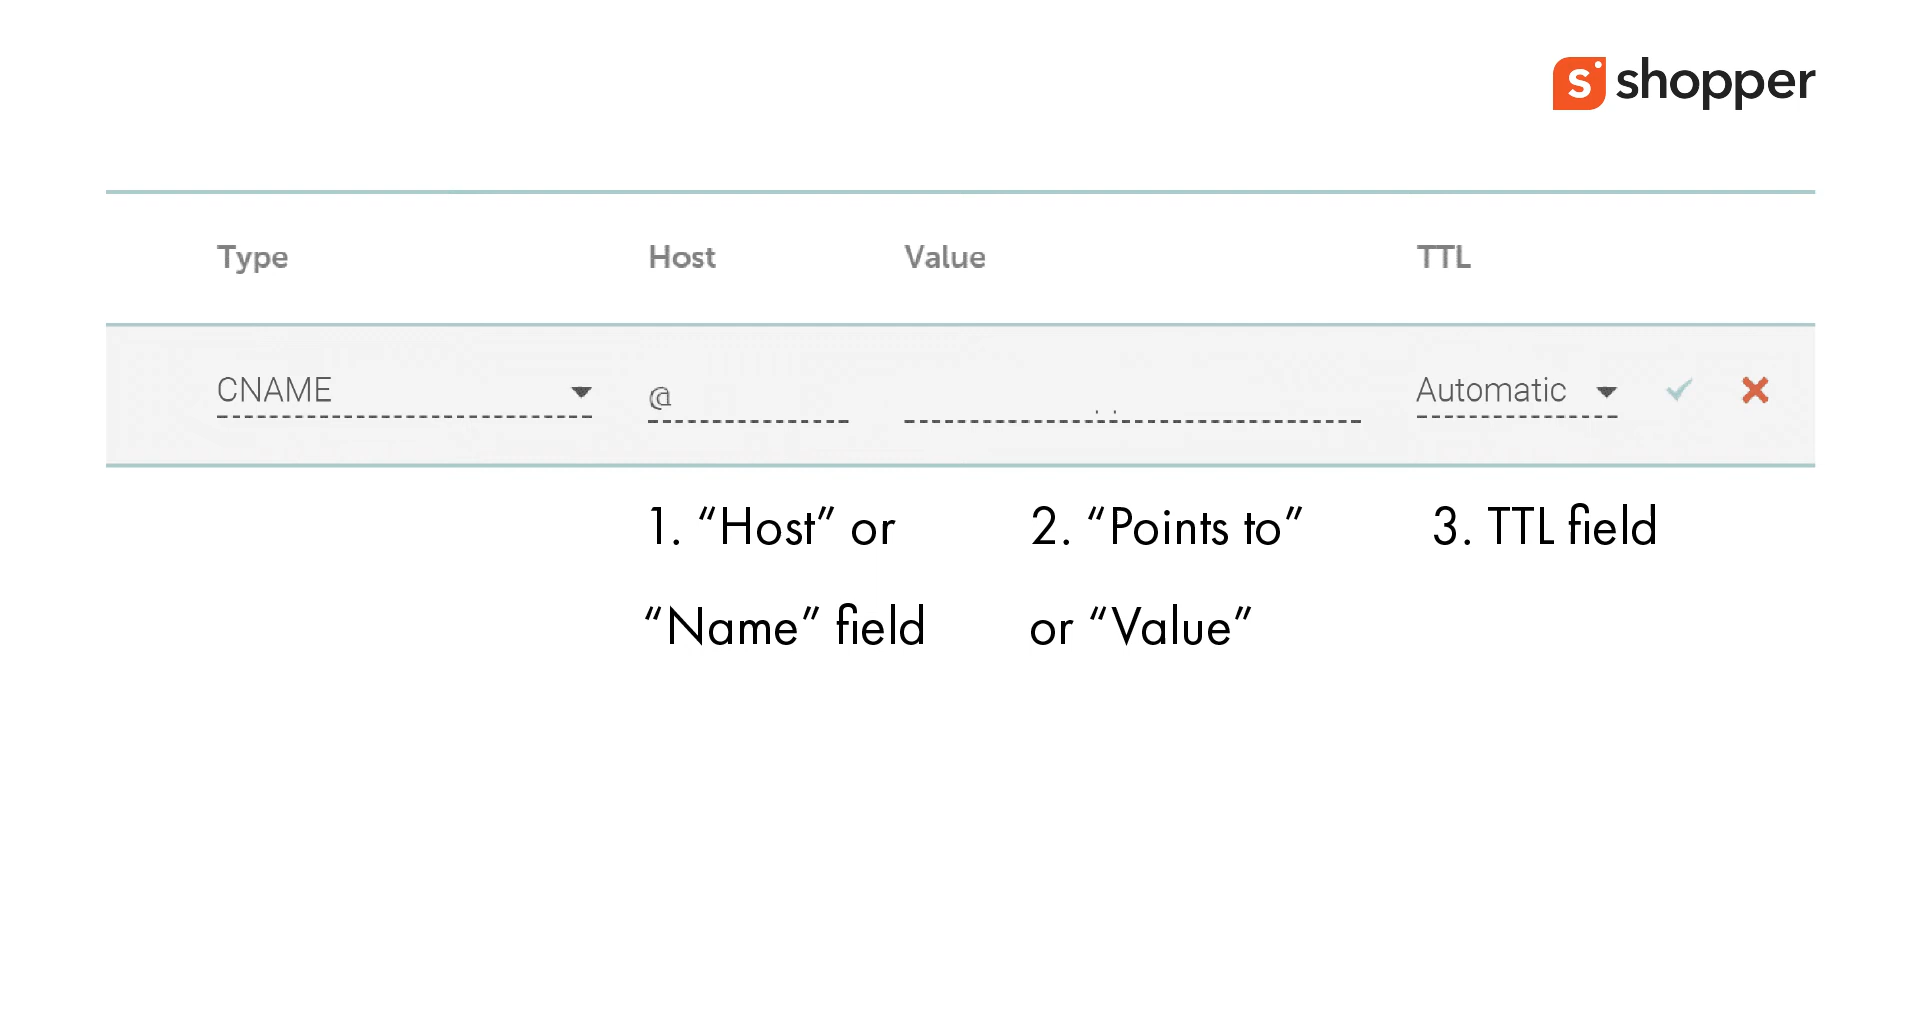 shopper
Type Host Value TTL
CNAME @ Automatic
1. “Host” or 2. “Points to” 3. TTL field
“Name” field or “Value”